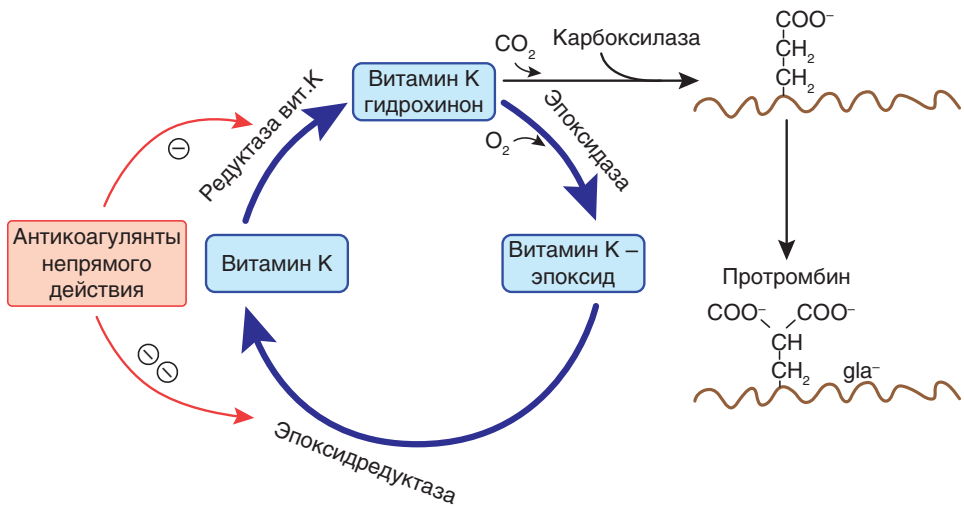 COO⁻
CH₂
CH₂
CO₂
Карбоксилаза
Витамин К
гидрохинон
Редуктаза вит.К
Эпоксидаза
O₂
Антикоагулянты
непрямого
действия
Витамин К
Витамин К –
эпоксид
Протромбин
COO⁻ COO⁻
CH
CH₂
gla⁻
Эпоксидредуктаза